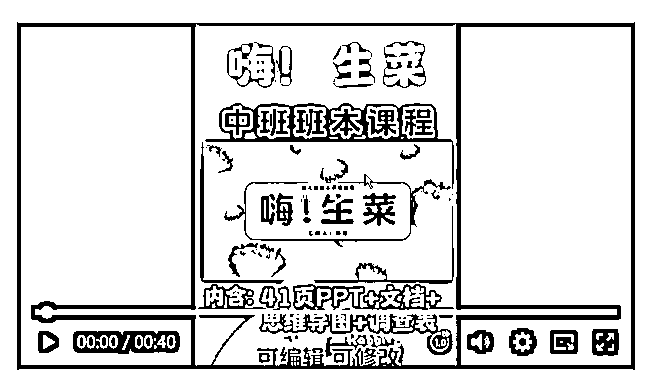 嗨! 生菜
中班班本课程
嗨!生菜
内含:41页PPT+文档+
思维导图+调查表
可编辑 可修改
00:00 / 00:40
1.0